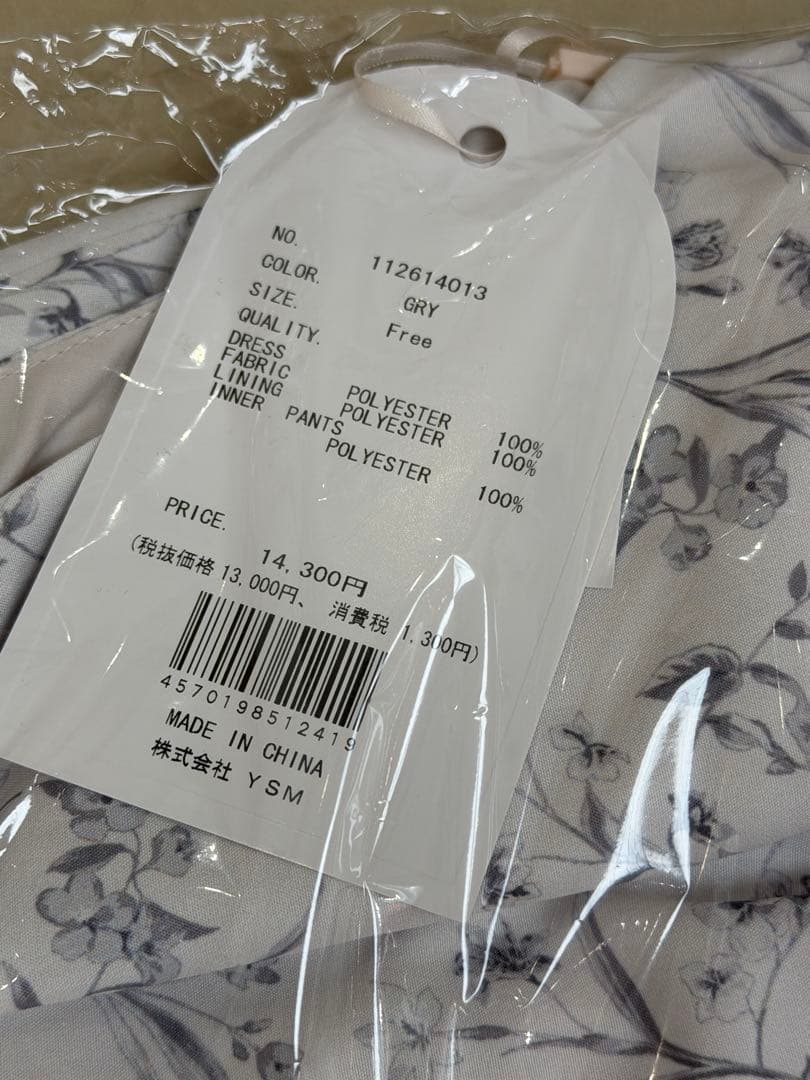 NO. 112614013
COLOR. GRY
SIZE. Free
QUALITY.
DRESS
FABRIC POLYESTER 100%
LINING POLYESTER 100%
INNER PANTS
POLYESTER 100%
PRICE.
14,300円
(税抜価格 13,000円、 消費税 1,300円)
4570198512419
MADE IN CHINA
株式会社 YSM